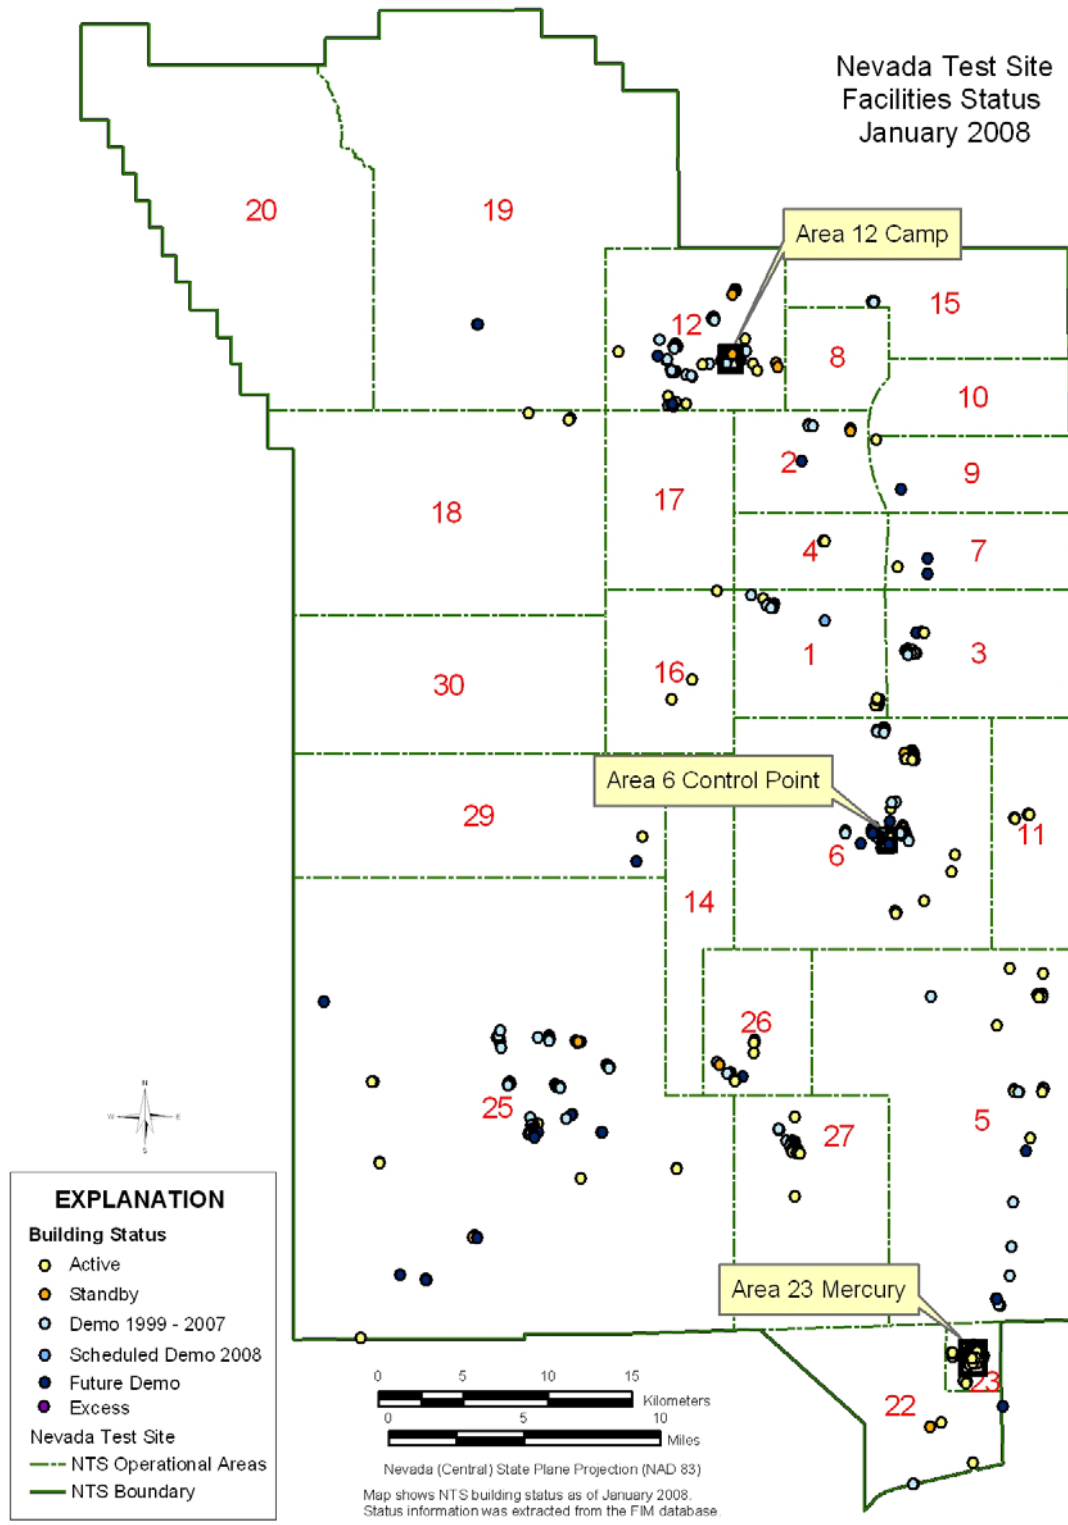 Nevada Test Site
Facilities Status
January 2008
20
19
Area 12 Camp
15
12
8
10
2
9
18
17
4
7
1
3
16
30
Area 6 Control Point
29
11
6
14
26
25
5
27
N
W
E
S
EXPLANATION
Building Status
Active
Standby
Demo 1999 - 2007
Scheduled Demo 2008
Future Demo
Excess
Nevada Test Site
NTS Operational Areas
NTS Boundary
Area 23 Mercury
23
22
0 5 10 15
Kilometers
0 5 10
Miles
Nevada (Central) State Plane Projection (NAD 83)
Map shows NTS building status as of January 2008.
Status information was extracted from the FIM database.